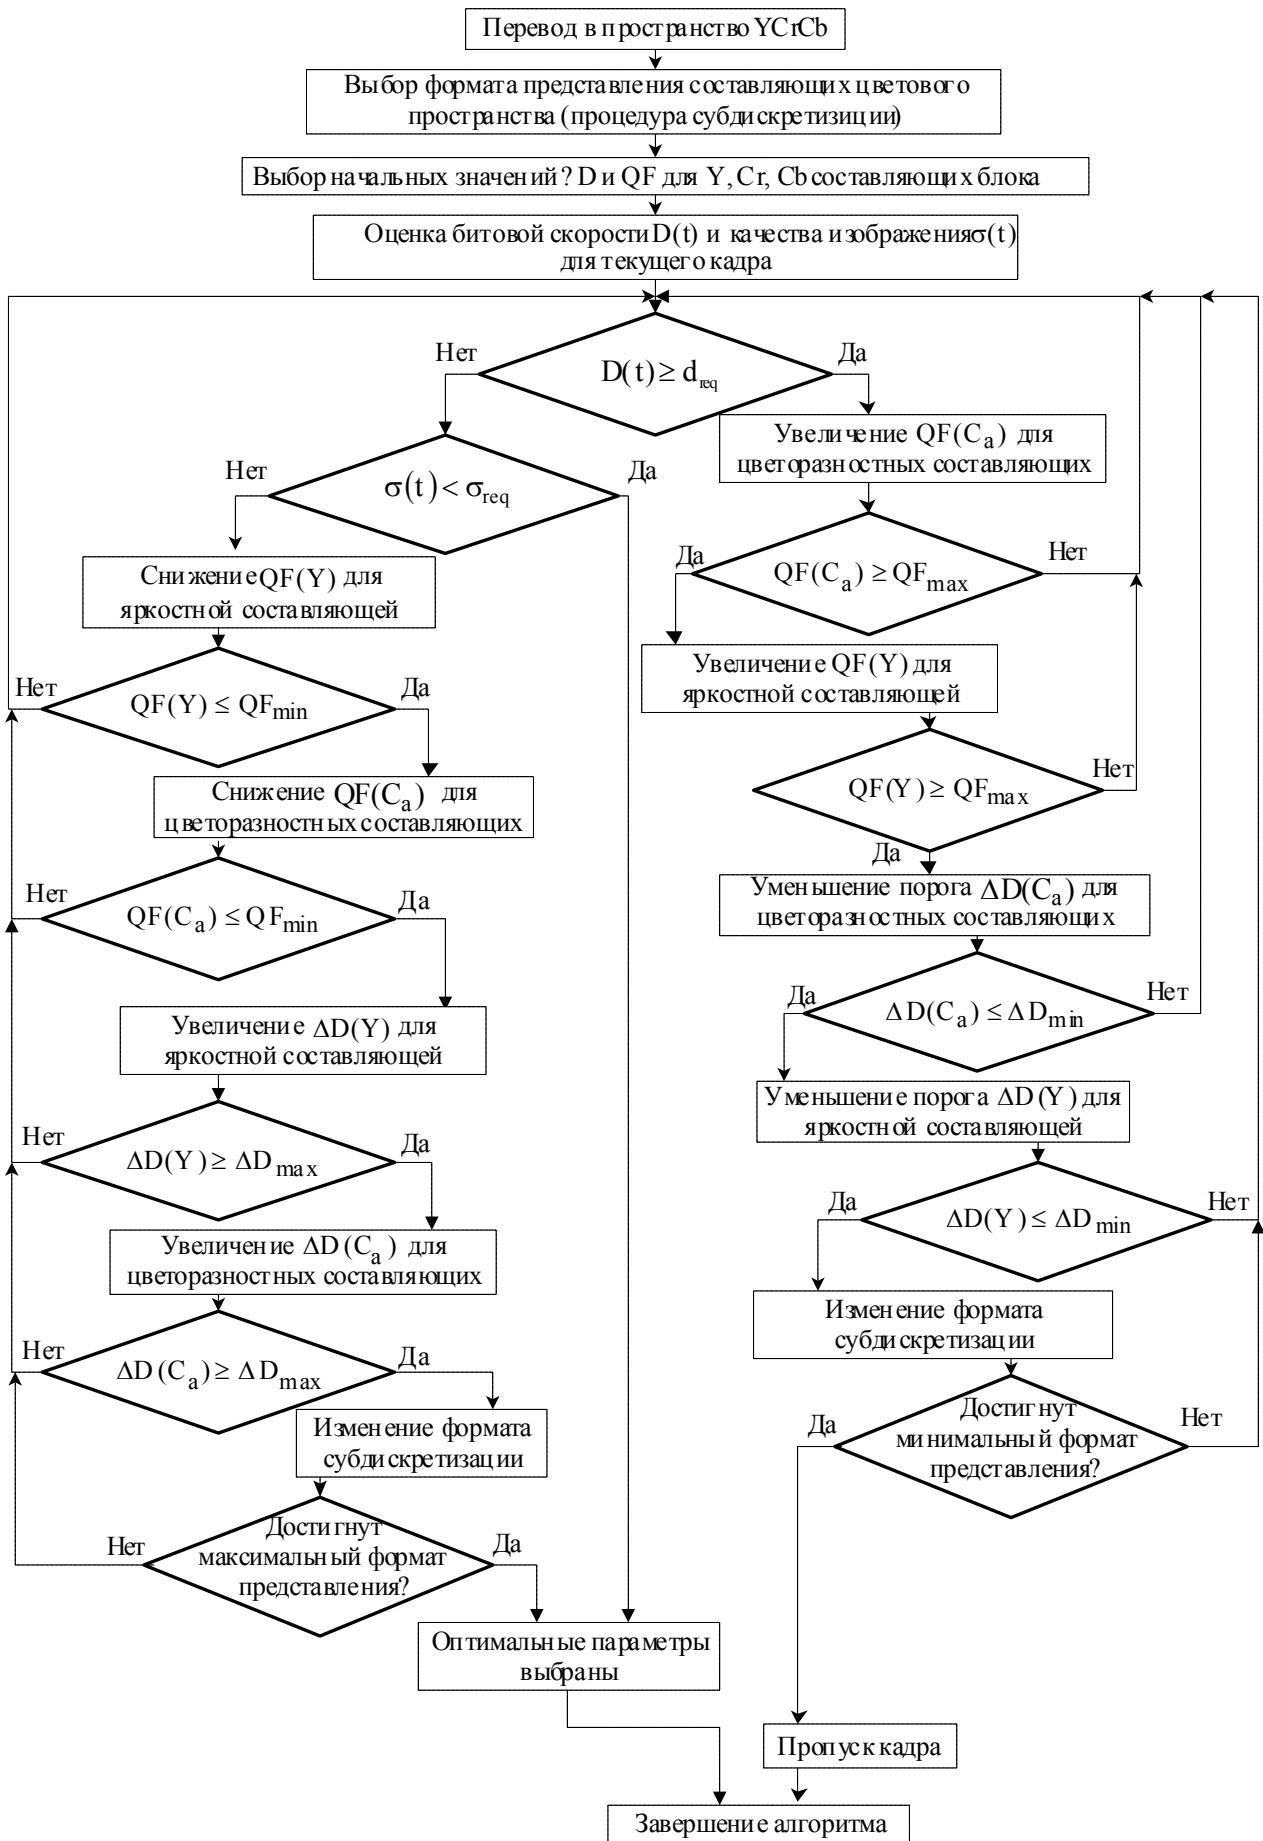 Перевод в пространство YCrCb
Выбор формата представления составляющих цветового
пространства (процедура субдискретизиции)
Выбор начальных значений ? D и QF для Y, Cr, Cb составляющих блока
Оценка битовой скорости D(t) и качества изображения σ(t)
для текущего кадра
Нет
D(t) ≥ d_req
Да
Увеличение QF(C_a) для
цветоразностных составляющих
Нет
σ(t) < σ_req
Да
Снижение QF(Y) для
яркостной составляющей
Да
QF(C_a) ≥ QF_max
Нет
Увеличение QF(Y) для
яркостной составляющей
Нет
QF(Y) ≤ QF_min
Да
QF(Y) ≥ QF_max
Нет
Да
Снижение QF(C_a) для
цветоразностных составляющих
Уменьшение порога ΔD(C_a) для
цветоразностных составляющих
Нет
QF(C_a) ≤ QF_min
Да
Да
ΔD(C_a) ≤ ΔD_min
Нет
Увеличение ΔD(Y) для
яркостной составляющей
Уменьшение порога ΔD(Y) для
яркостной составляющей
Нет
ΔD(Y) ≥ ΔD_max
Да
Да
ΔD(Y) ≤ ΔD_min
Нет
Увеличение ΔD(C_a) для
цветоразностных составляющих
Изменение формата
субдискретизации
Нет
ΔD(C_a) ≥ ΔD_max
Да
Да
Достигнут
минимальный формат
представления?
Нет
Изменение формата
субдискретизации
Нет
Достигнут
максимальный формат
представления?
Да
Оптимальные параметры
выбраны
Пропуск кадра
Завершение алгоритма